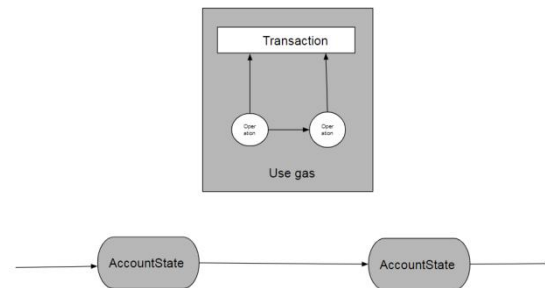 Transaction
Oper
ation
Oper
ation
Use gas
AccountState
AccountState